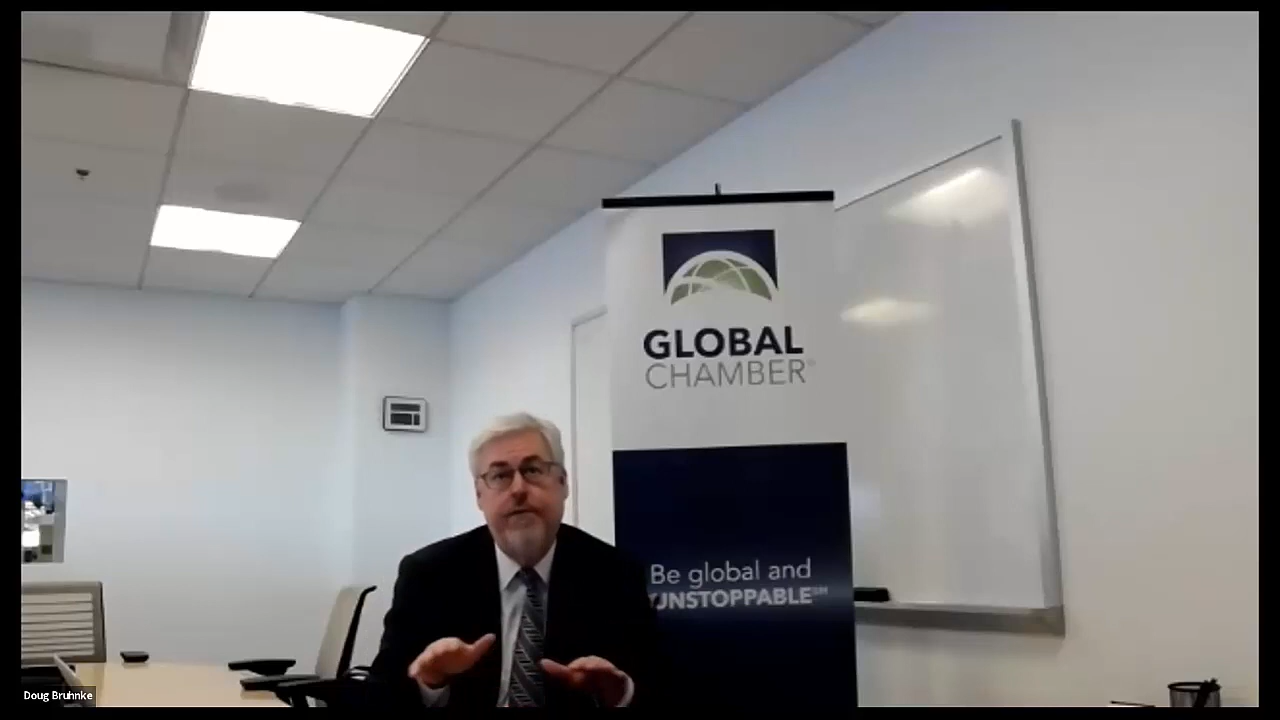 GLOBAL
CHAMBER®
Be global and
UNSTOPPABLE℠
Doug Bruhnke